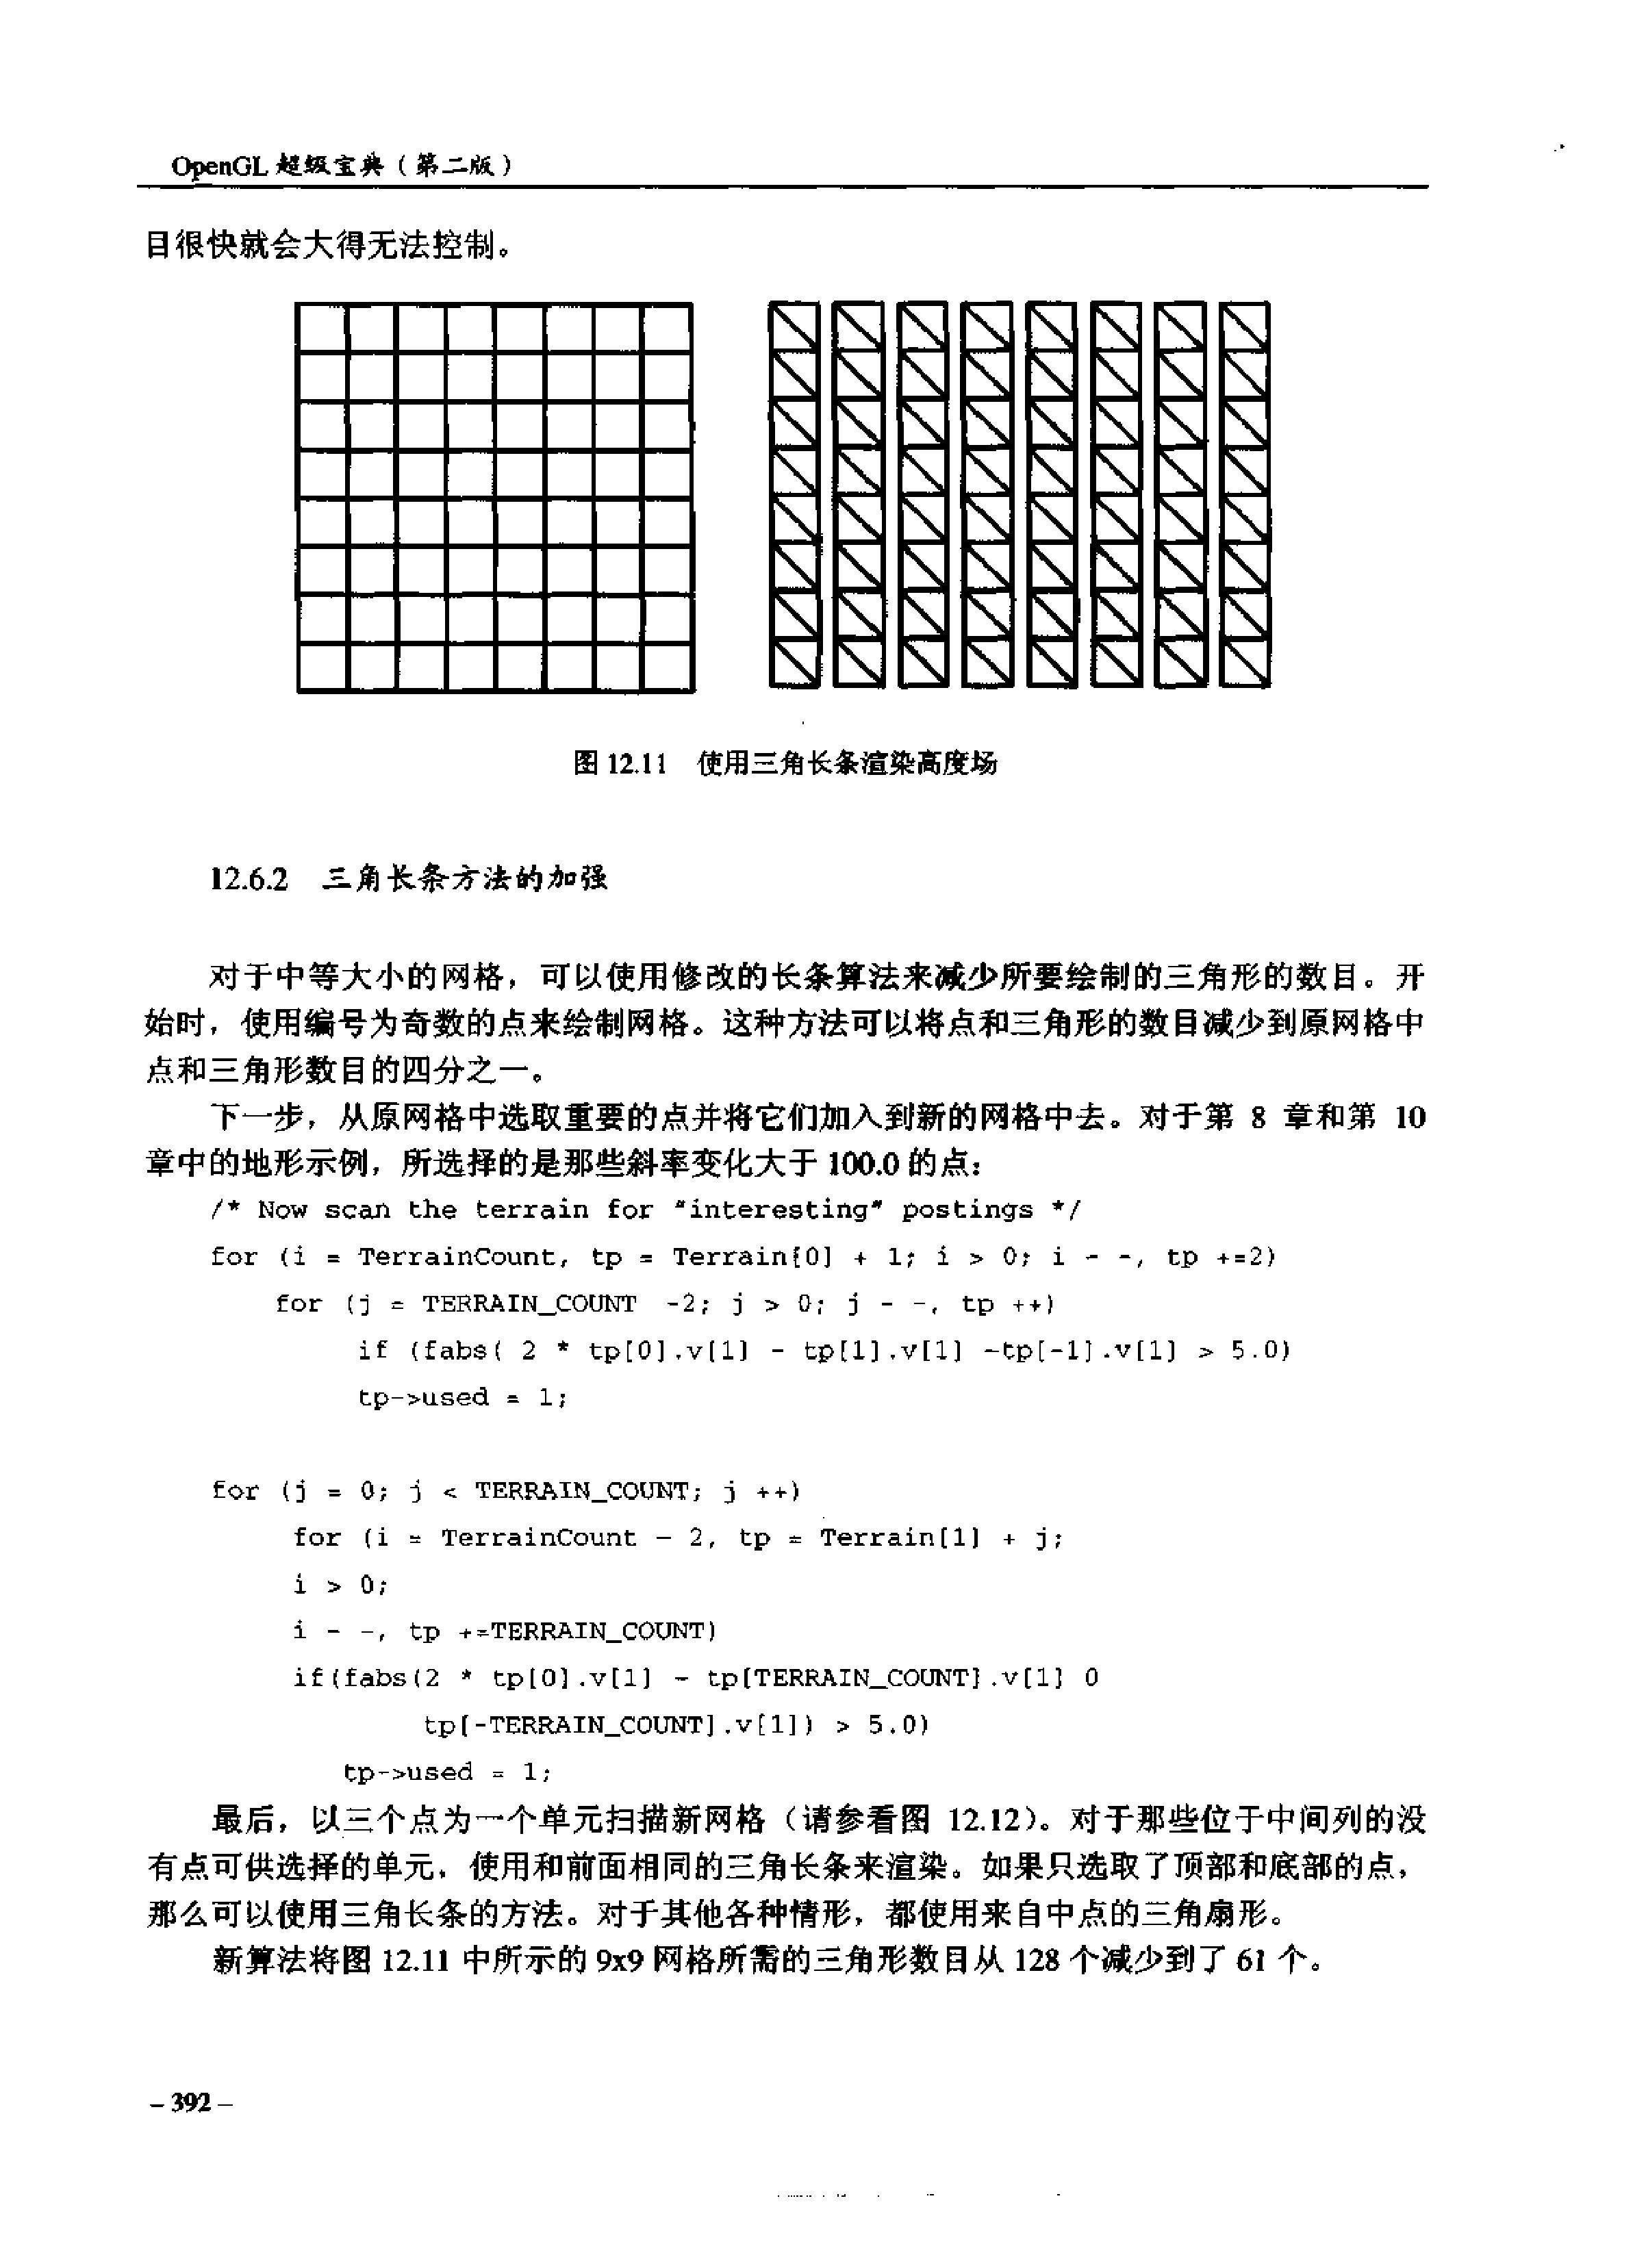 OpenGL 超级宝典（第二版）
目很快就会大得无法控制。
图 12.11　使用三角长条渲染高度场
12.6.2　三角长条方法的加强
对于中等大小的网格，可以使用修改的长条算法来减少所要绘制的三角形的数目。开
始时，使用编号为奇数的点来绘制网格。这种方法可以将点和三角形的数目减少到原网格中
点和三角形数目的四分之一。
下一步，从原网格中选取重要的点并将它们加入到新的网格中去。对于第 8 章和第 10
章中的地形示例，所选择的是那些斜率变化大于 100.0 的点：
/* Now scan the terrain for "interesting" postings */
for (i = TerrainCount, tp = Terrain[0] + 1; i > 0; i - -, tp +=2)
for (j = TERRAIN_COUNT -2; j > 0; j - -, tp ++)
if (fabs( 2 * tp[0].v[1] - tp[1].v[1] -tp[-1].v[1] > 5.0)
tp->used = 1;
for (j = 0; j < TERRAIN_COUNT; j ++)
for (i = TerrainCount - 2, tp = Terrain[1] + j;
i > 0;
i - -, tp +=TERRAIN_COUNT)
if(fabs(2 * tp[0].v[1] - tp[TERRAIN_COUNT].v[1] 0
tp[-TERRAIN_COUNT].v[1]) > 5.0)
tp->used = 1;
最后，以三个点为一个单元扫描新网格（请参看图 12.12）。对于那些位于中间列的没
有点可供选择的单元，使用和前面相同的三角长条来渲染。如果只选取了顶部和底部的点，
那么可以使用三角长条的方法。对于其他各种情形，都使用来自中点的三角扇形。
新算法将图 12.11 中所示的 9x9 网格所需的三角形数目从 128 个减少到了 61 个。
– 392 –